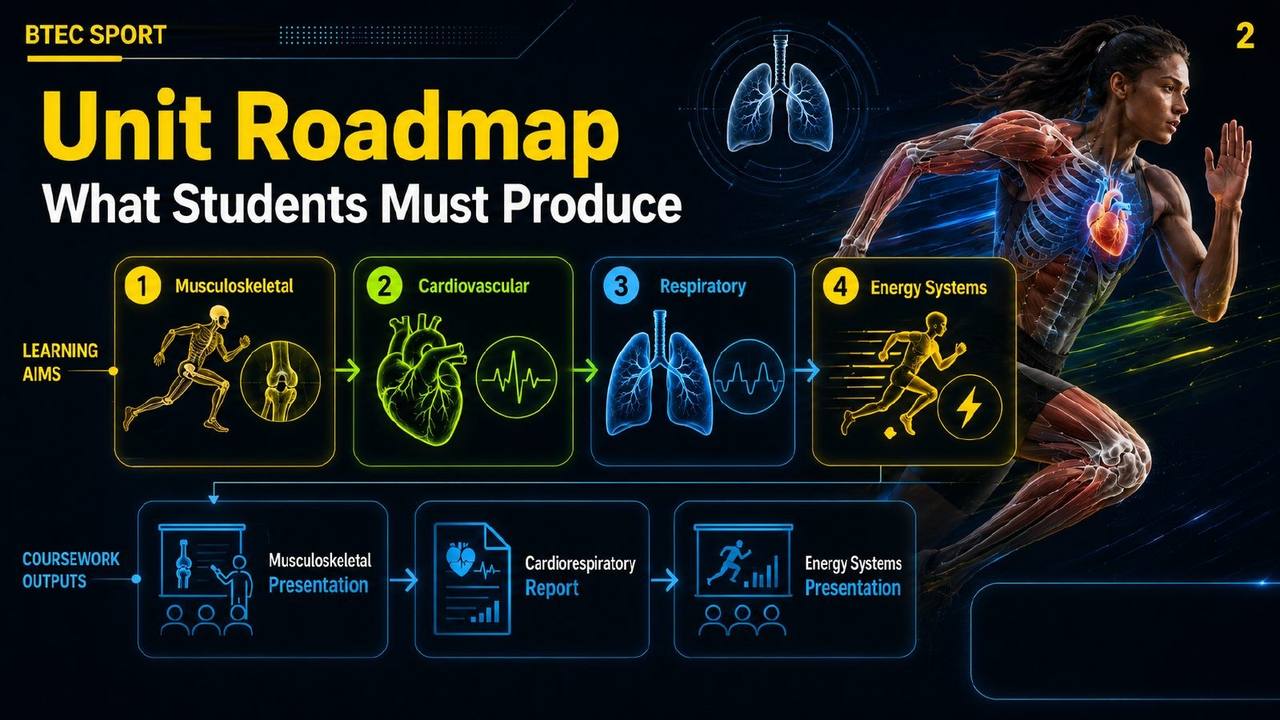 BTEC SPORT
2
Unit Roadmap
What Students Must Produce
LEARNING
AIMS
1 Musculoskeletal
2 Cardiovascular
3 Respiratory
4 Energy Systems
COURSEWORK
OUTPUTS
Musculoskeletal
Presentation
Cardiorespiratory
Report
Energy Systems
Presentation